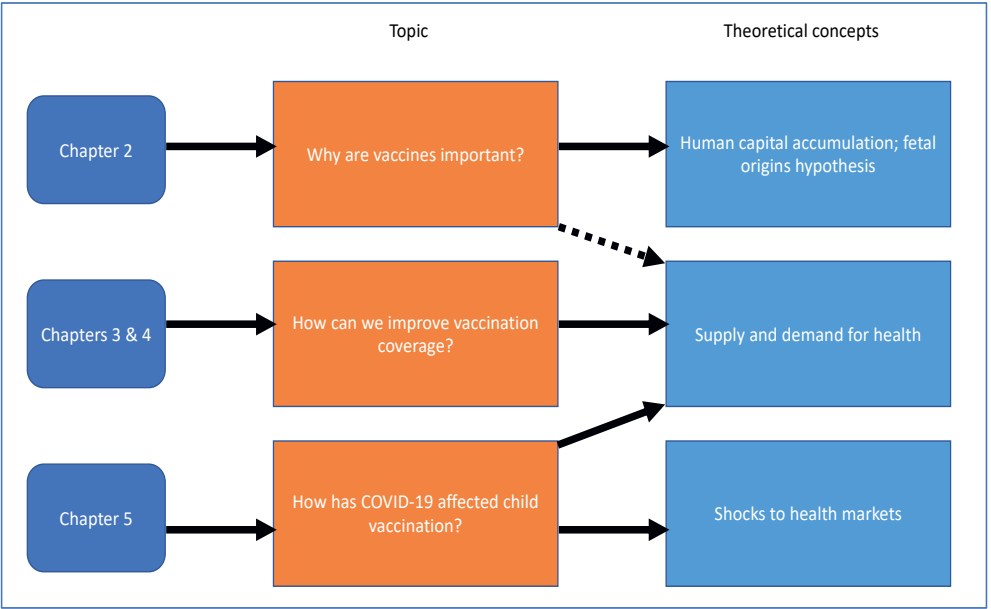 Topic
Theoretical concepts
Chapter 2
Why are vaccines important?
Human capital accumulation; fetal
origins hypothesis
Chapters 3 & 4
How can we improve vaccination
coverage?
Supply and demand for health
Chapter 5
How has COVID-19 affected child
vaccination?
Shocks to health markets